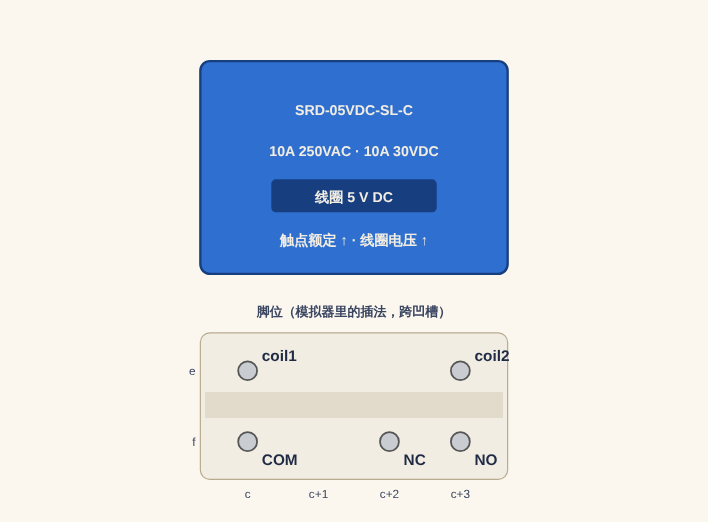 SRD-05VDC-SL-C
10A 250VAC · 10A 30VDC
线圈 5 V DC
触点额定 ↑ · 线圈电压 ↑
脚位（模拟器里的插法，跨凹槽）
coil1
coil2
e
f
COM
NC
NO
c
c+1
c+2
c+3